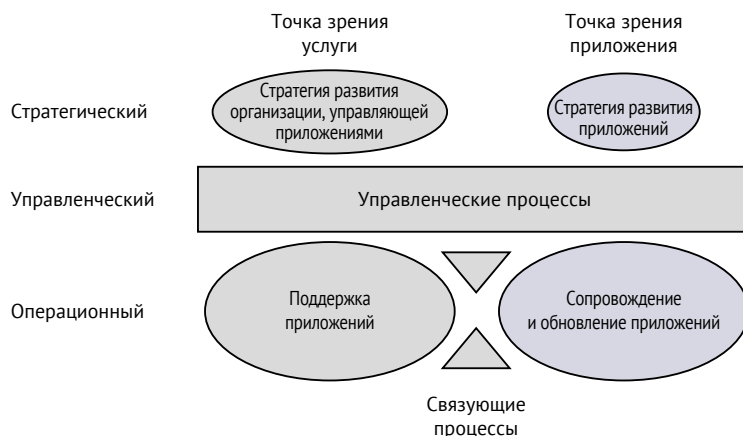 Точка зрения
услуги
Точка зрения
приложения
Стратегический
Стратегия развития
организации, управляющей
приложениями
Стратегия развития
приложений
Управленческий
Управленческие процессы
Операционный
Поддержка
приложений
Сопровождение
и обновление приложений
Связующие
процессы